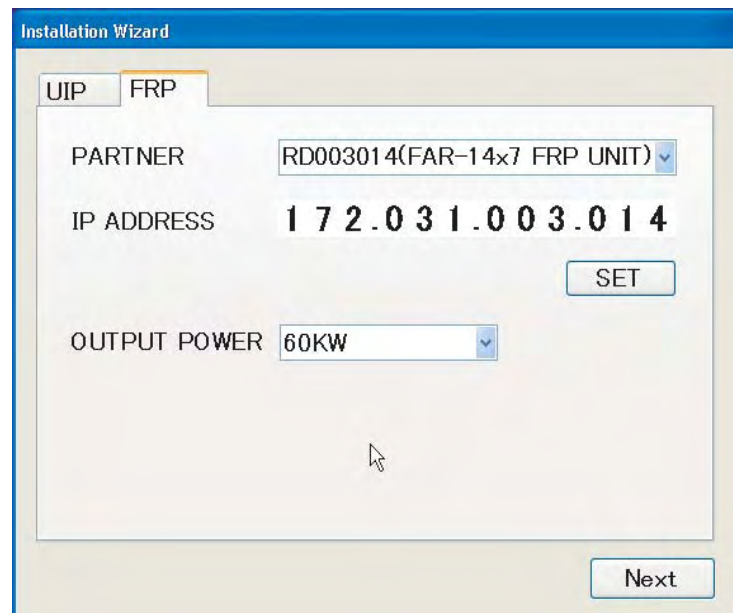 Installation Wizard
UIP FRP
PARTNER RD003014(FAR-14x7 FRP UNIT)
IP ADDRESS 172.031.003.014
SET
OUTPUT POWER 60KW
Next